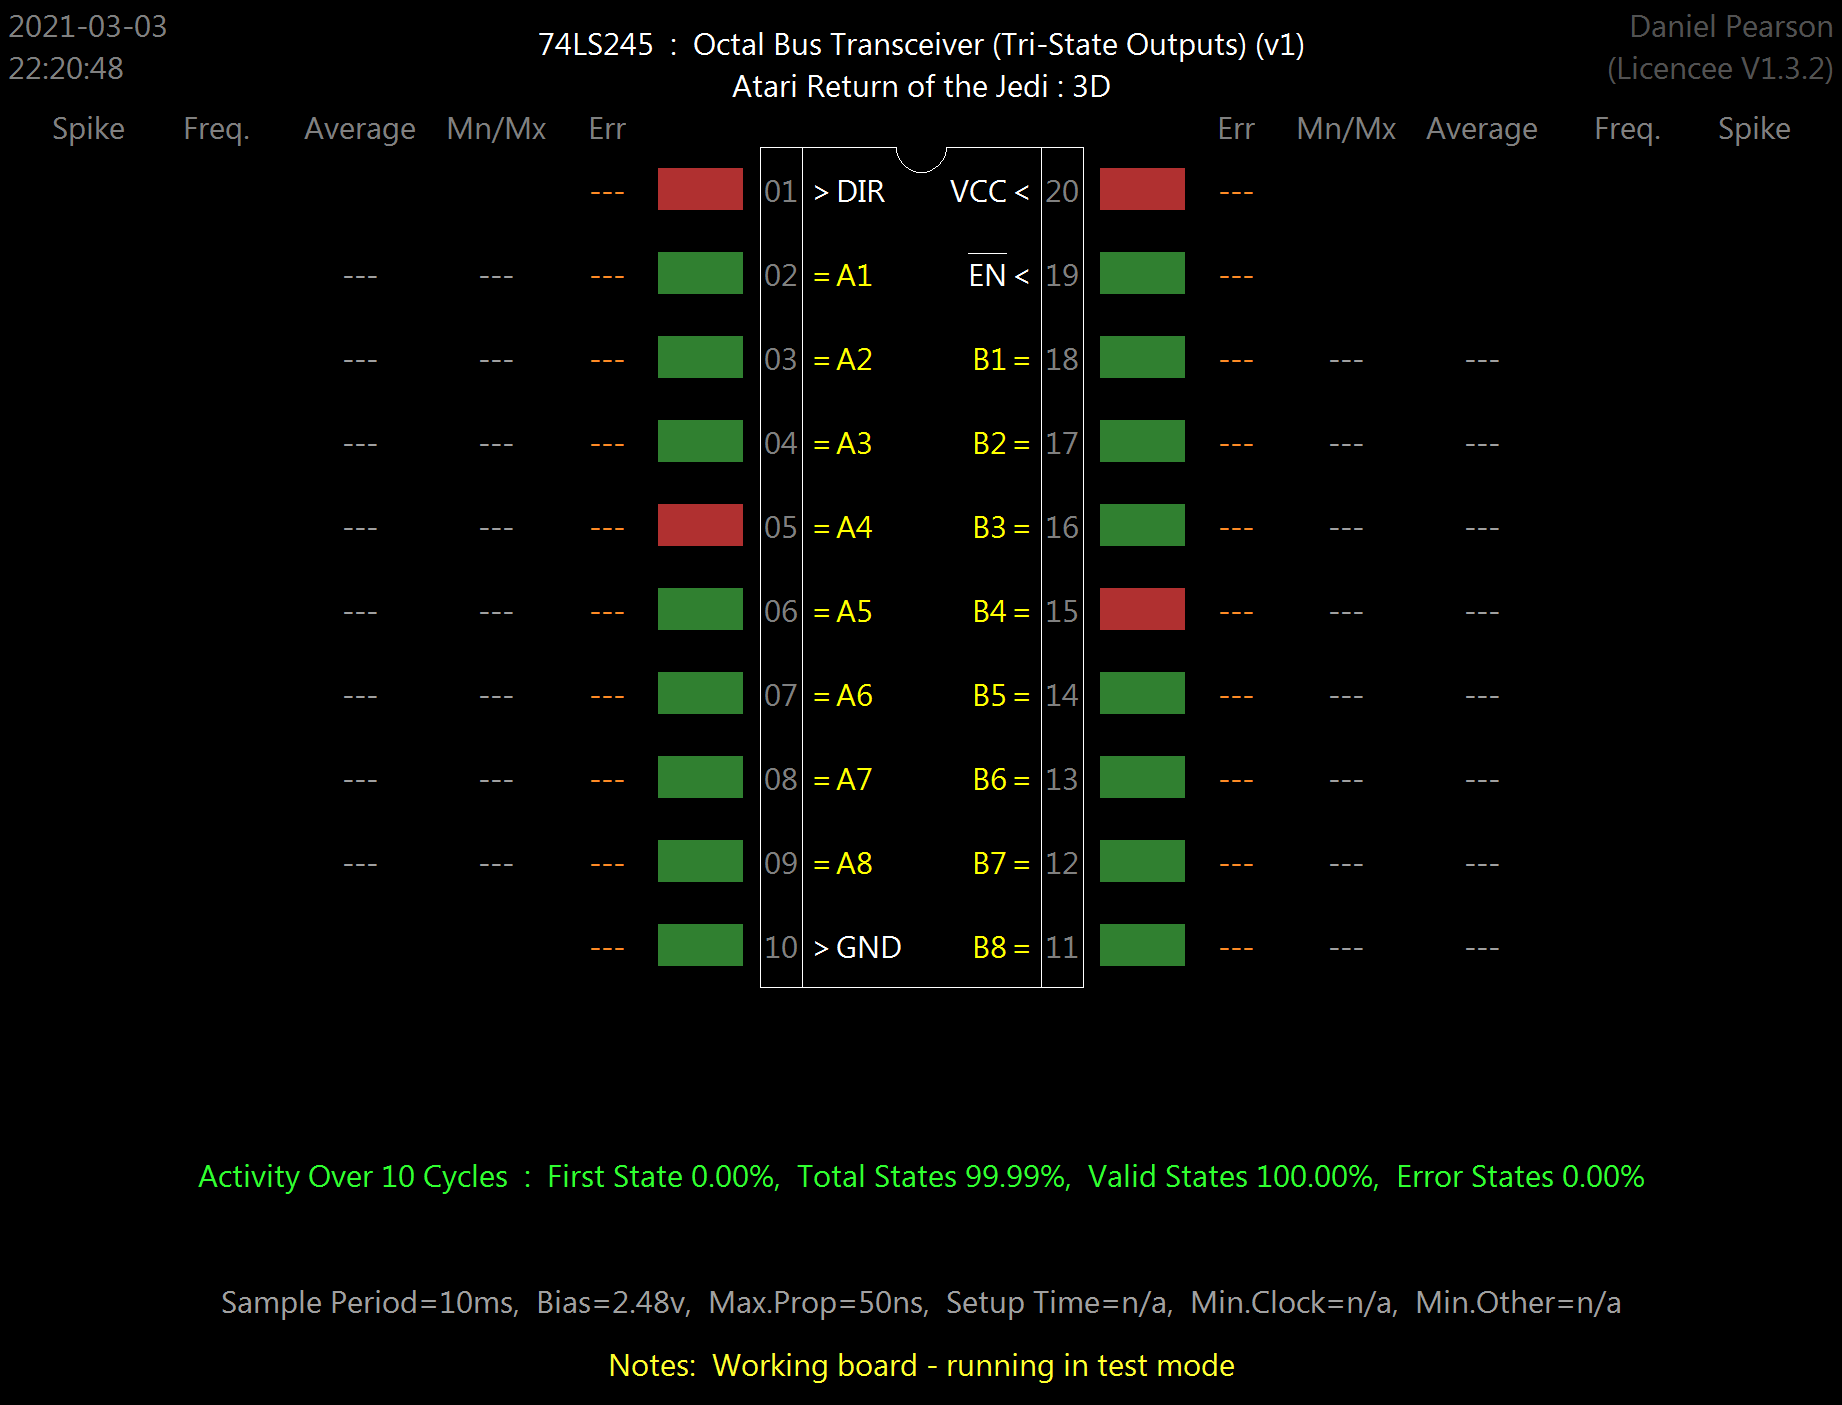 2021-03-03
22:20:48
74LS245 : Octal Bus Transceiver (Tri-State Outputs) (v1)
Atari Return of the Jedi : 3D
Daniel Pearson
(Licencee V1.3.2)
Spike Freq. Average Mn/Mx Err Err Mn/Mx Average Freq. Spike
--- 01 > DIR VCC < 20 ---
--- --- --- 02 = A1 EN < 19 ---
--- --- --- 03 = A2 B1 = 18 --- --- ---
--- --- --- 04 = A3 B2 = 17 --- --- ---
--- --- --- 05 = A4 B3 = 16 --- --- ---
--- --- --- 06 = A5 B4 = 15 --- --- ---
--- --- --- 07 = A6 B5 = 14 --- --- ---
--- --- --- 08 = A7 B6 = 13 --- --- ---
--- --- --- 09 = A8 B7 = 12 --- --- ---
--- 10 > GND B8 = 11 --- --- ---
Activity Over 10 Cycles : First State 0.00%, Total States 99.99%, Valid States 100.00%, Error States 0.00%
Sample Period=10ms, Bias=2.48v, Max.Prop=50ns, Setup Time=n/a, Min.Clock=n/a, Min.Other=n/a
Notes: Working board - running in test mode